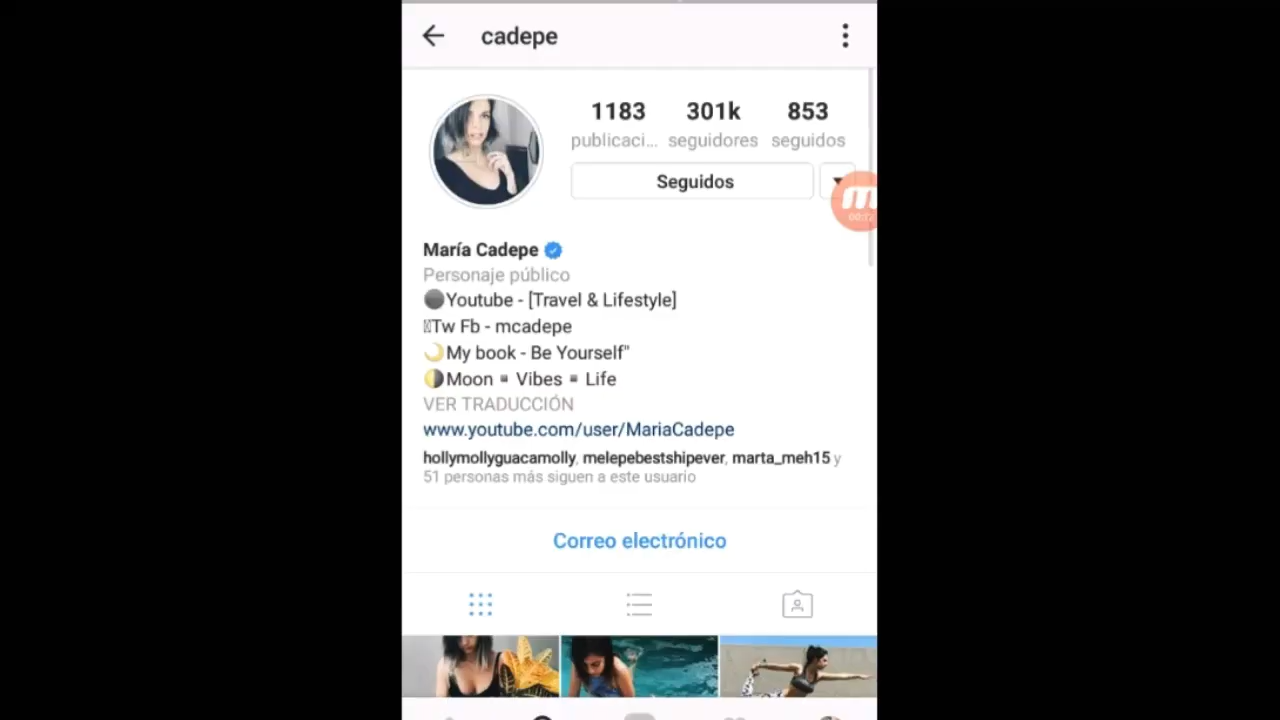 cadepe
1183 301k 853
publicaci... seguidores seguidos
Seguidos
María Cadepe
Personaje público
Youtube - [Travel & Lifestyle]
Tw Fb - mcadepe
My book - Be Yourself"
Moon ▪ Vibes ▪ Life
VER TRADUCCIÓN
www.youtube.com/user/MariaCadepe
hollymollyguacamolly, melepebestshipever, marta_meh15 y
51 personas más siguen a este usuario
Correo electrónico